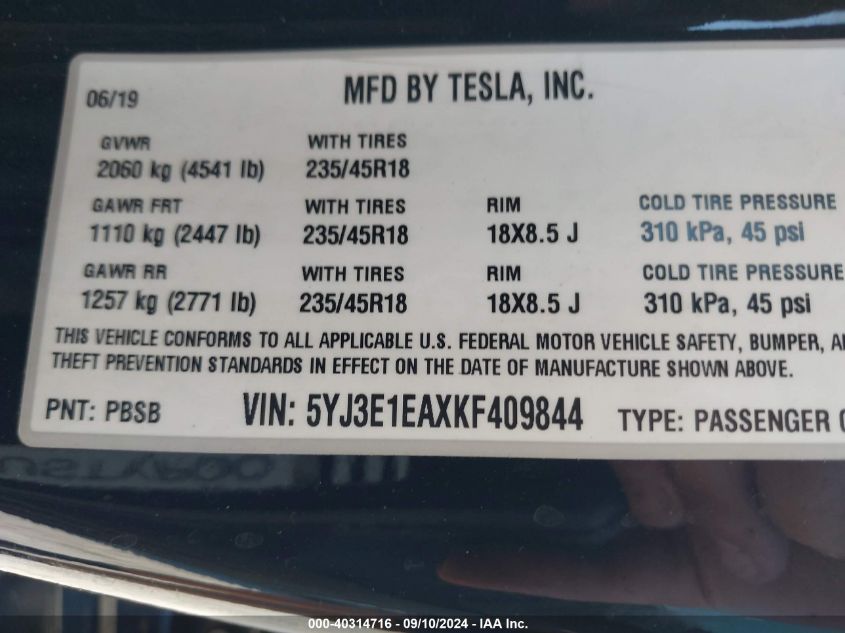 06/19 MFD BY TESLA, INC.
GVWR WITH TIRES
2060 kg (4541 lb) 235/45R18
GAWR FRT WITH TIRES RIM COLD TIRE PRESSURE
1110 kg (2447 lb) 235/45R18 18X8.5 J 310 kPa, 45 psi
GAWR RR WITH TIRES RIM COLD TIRE PRESSURE
1257 kg (2771 lb) 235/45R18 18X8.5 J 310 kPa, 45 psi
THIS VEHICLE CONFORMS TO ALL APPLICABLE U.S. FEDERAL MOTOR VEHICLE SAFETY, BUMPER,
THEFT PREVENTION STANDARDS IN EFFECT ON THE DATE OF MANUFACTURE SHOWN ABOVE.
PNT: PBSB VIN: 5YJ3E1EAXKF409844 TYPE: PASSENGER
000-40314716 - 09/10/2024 - IAA Inc.